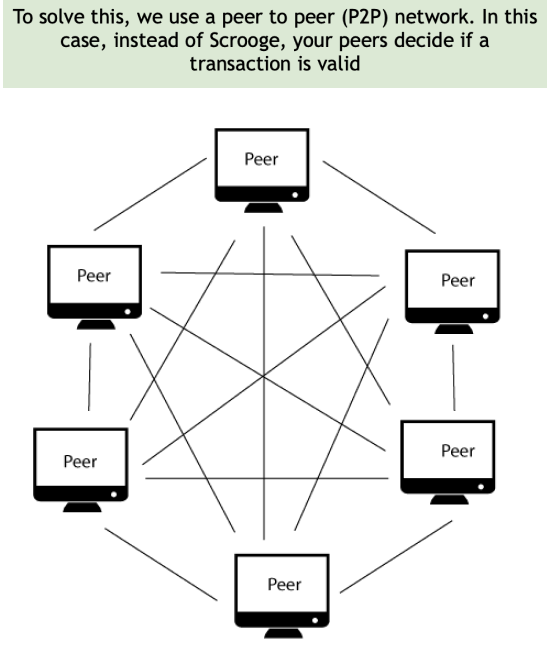 To solve this, we use a peer to peer (P2P) network. In this
case, instead of Scrooge, your peers decide if a
transaction is valid
Peer
Peer
Peer
Peer
Peer
Peer